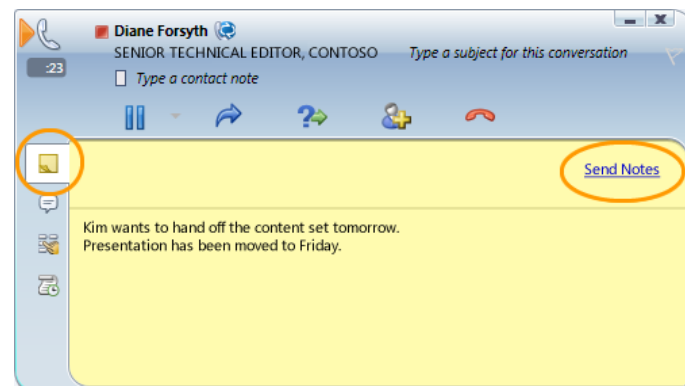 Diane Forsyth
SENIOR TECHNICAL EDITOR, CONTOSO Type a subject for this conversation
:23
Type a contact note
Send Notes
Kim wants to hand off the content set tomorrow.
Presentation has been moved to Friday.